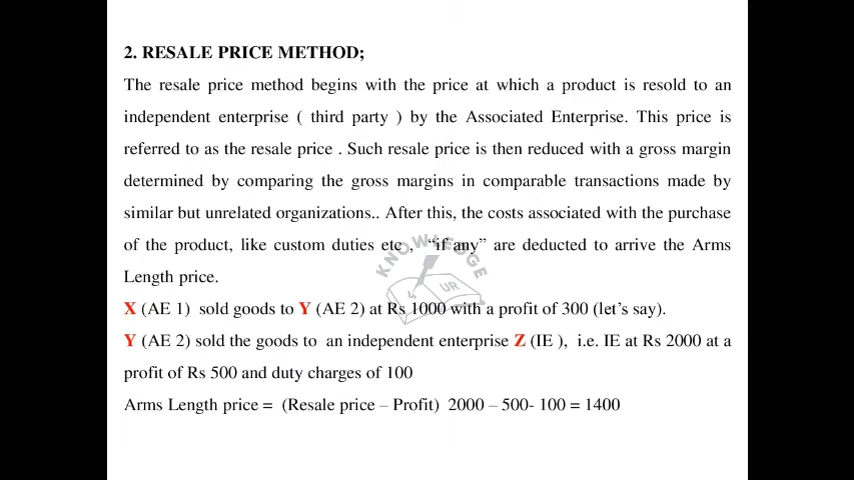 2. RESALE PRICE METHOD;
The resale price method begins with the price at which a product is resold to an
independent enterprise ( third party ) by the Associated Enterprise. This price is
referred to as the resale price . Such resale price is then reduced with a gross margin
determined by comparing the gross margins in comparable transactions made by
similar but unrelated organizations.. After this, the costs associated with the purchase
of the product, like custom duties etc , “if any” are deducted to arrive the Arms
Length price.
X (AE 1) sold goods to Y (AE 2) at Rs 1000 with a profit of 300 (let’s say).
Y (AE 2) sold the goods to an independent enterprise Z (IE ), i.e. IE at Rs 2000 at a
profit of Rs 500 and duty charges of 100
Arms Length price = (Resale price – Profit) 2000 – 500- 100 = 1400
KNOWLEDGE
4 UR